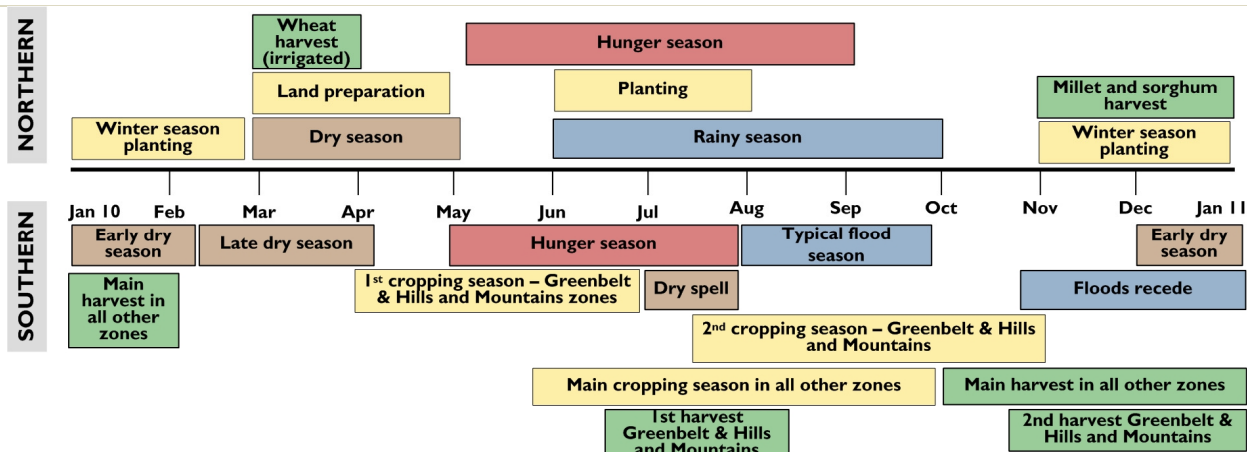 NORTHERN
Wheat
harvest
(irrigated)
Hunger season
Land preparation
Planting
Millet and sorghum
harvest
Winter season
planting
Dry season
Rainy season
Winter season
planting
Jan 10 Feb Mar Apr May Jun Jul Aug Sep Oct Nov Dec Jan 11
SOUTHERN
Early dry
season
Late dry season
Hunger season
Typical flood
season
Early dry
season
Main
harvest in
all other
zones
1st cropping season – Greenbelt
& Hills and Mountains zones
Dry spell
Floods recede
2nd cropping season – Greenbelt & Hills
and Mountains
Main cropping season in all other zones
Main harvest in all other zones
1st harvest
Greenbelt & Hills
and Mountains
2nd harvest Greenbelt &
Hills and Mountains